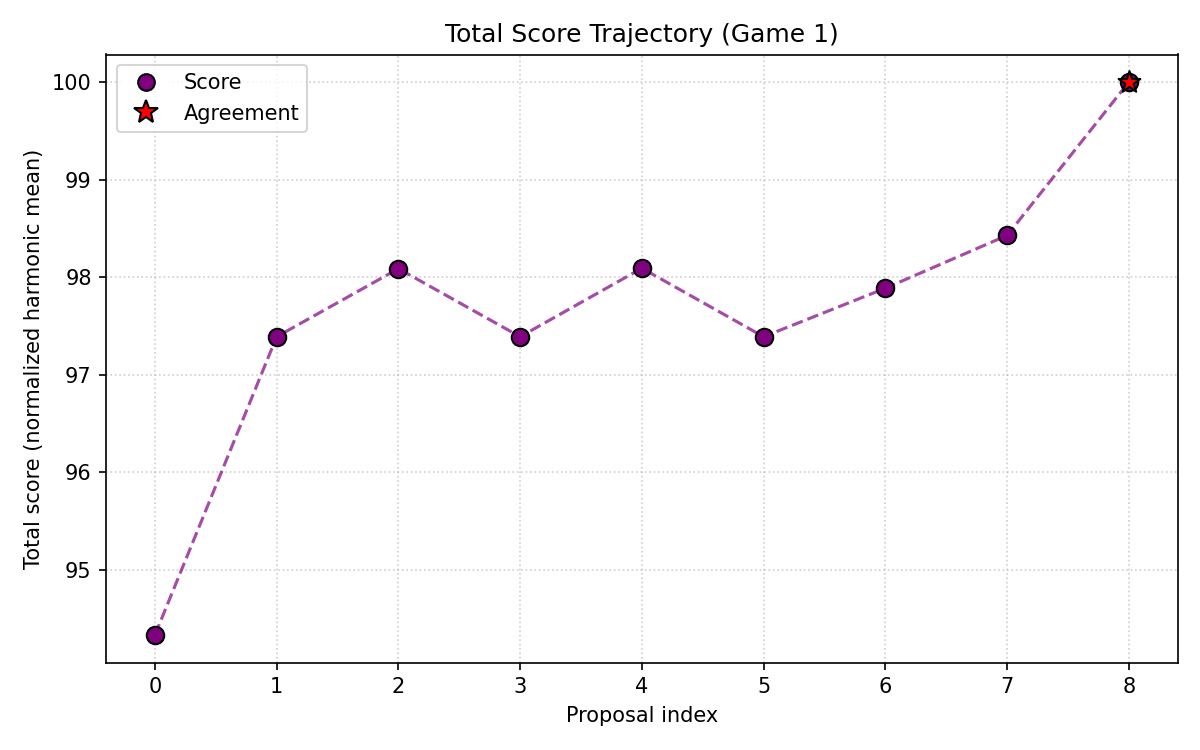 Total Score Trajectory (Game 1)
Score
Agreement
100
99
98
97
96
95
Total score (normalized harmonic mean)
0 1 2 3 4 5 6 7 8
Proposal index